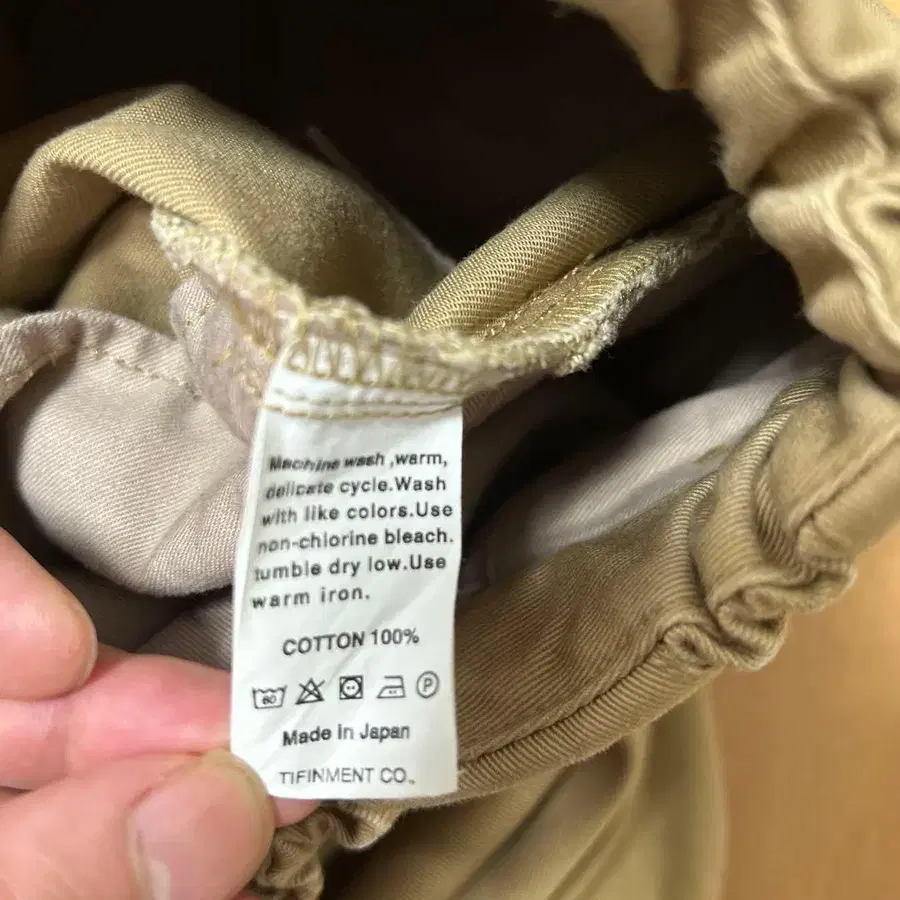 Machine wash ,warm,
delicate cycle.Wash
with like colors.Use
non-chlorine bleach.
tumble dry low.Use
warm iron.
COTTON 100%
60 P
Made in Japan
TIFINMENT CO.,